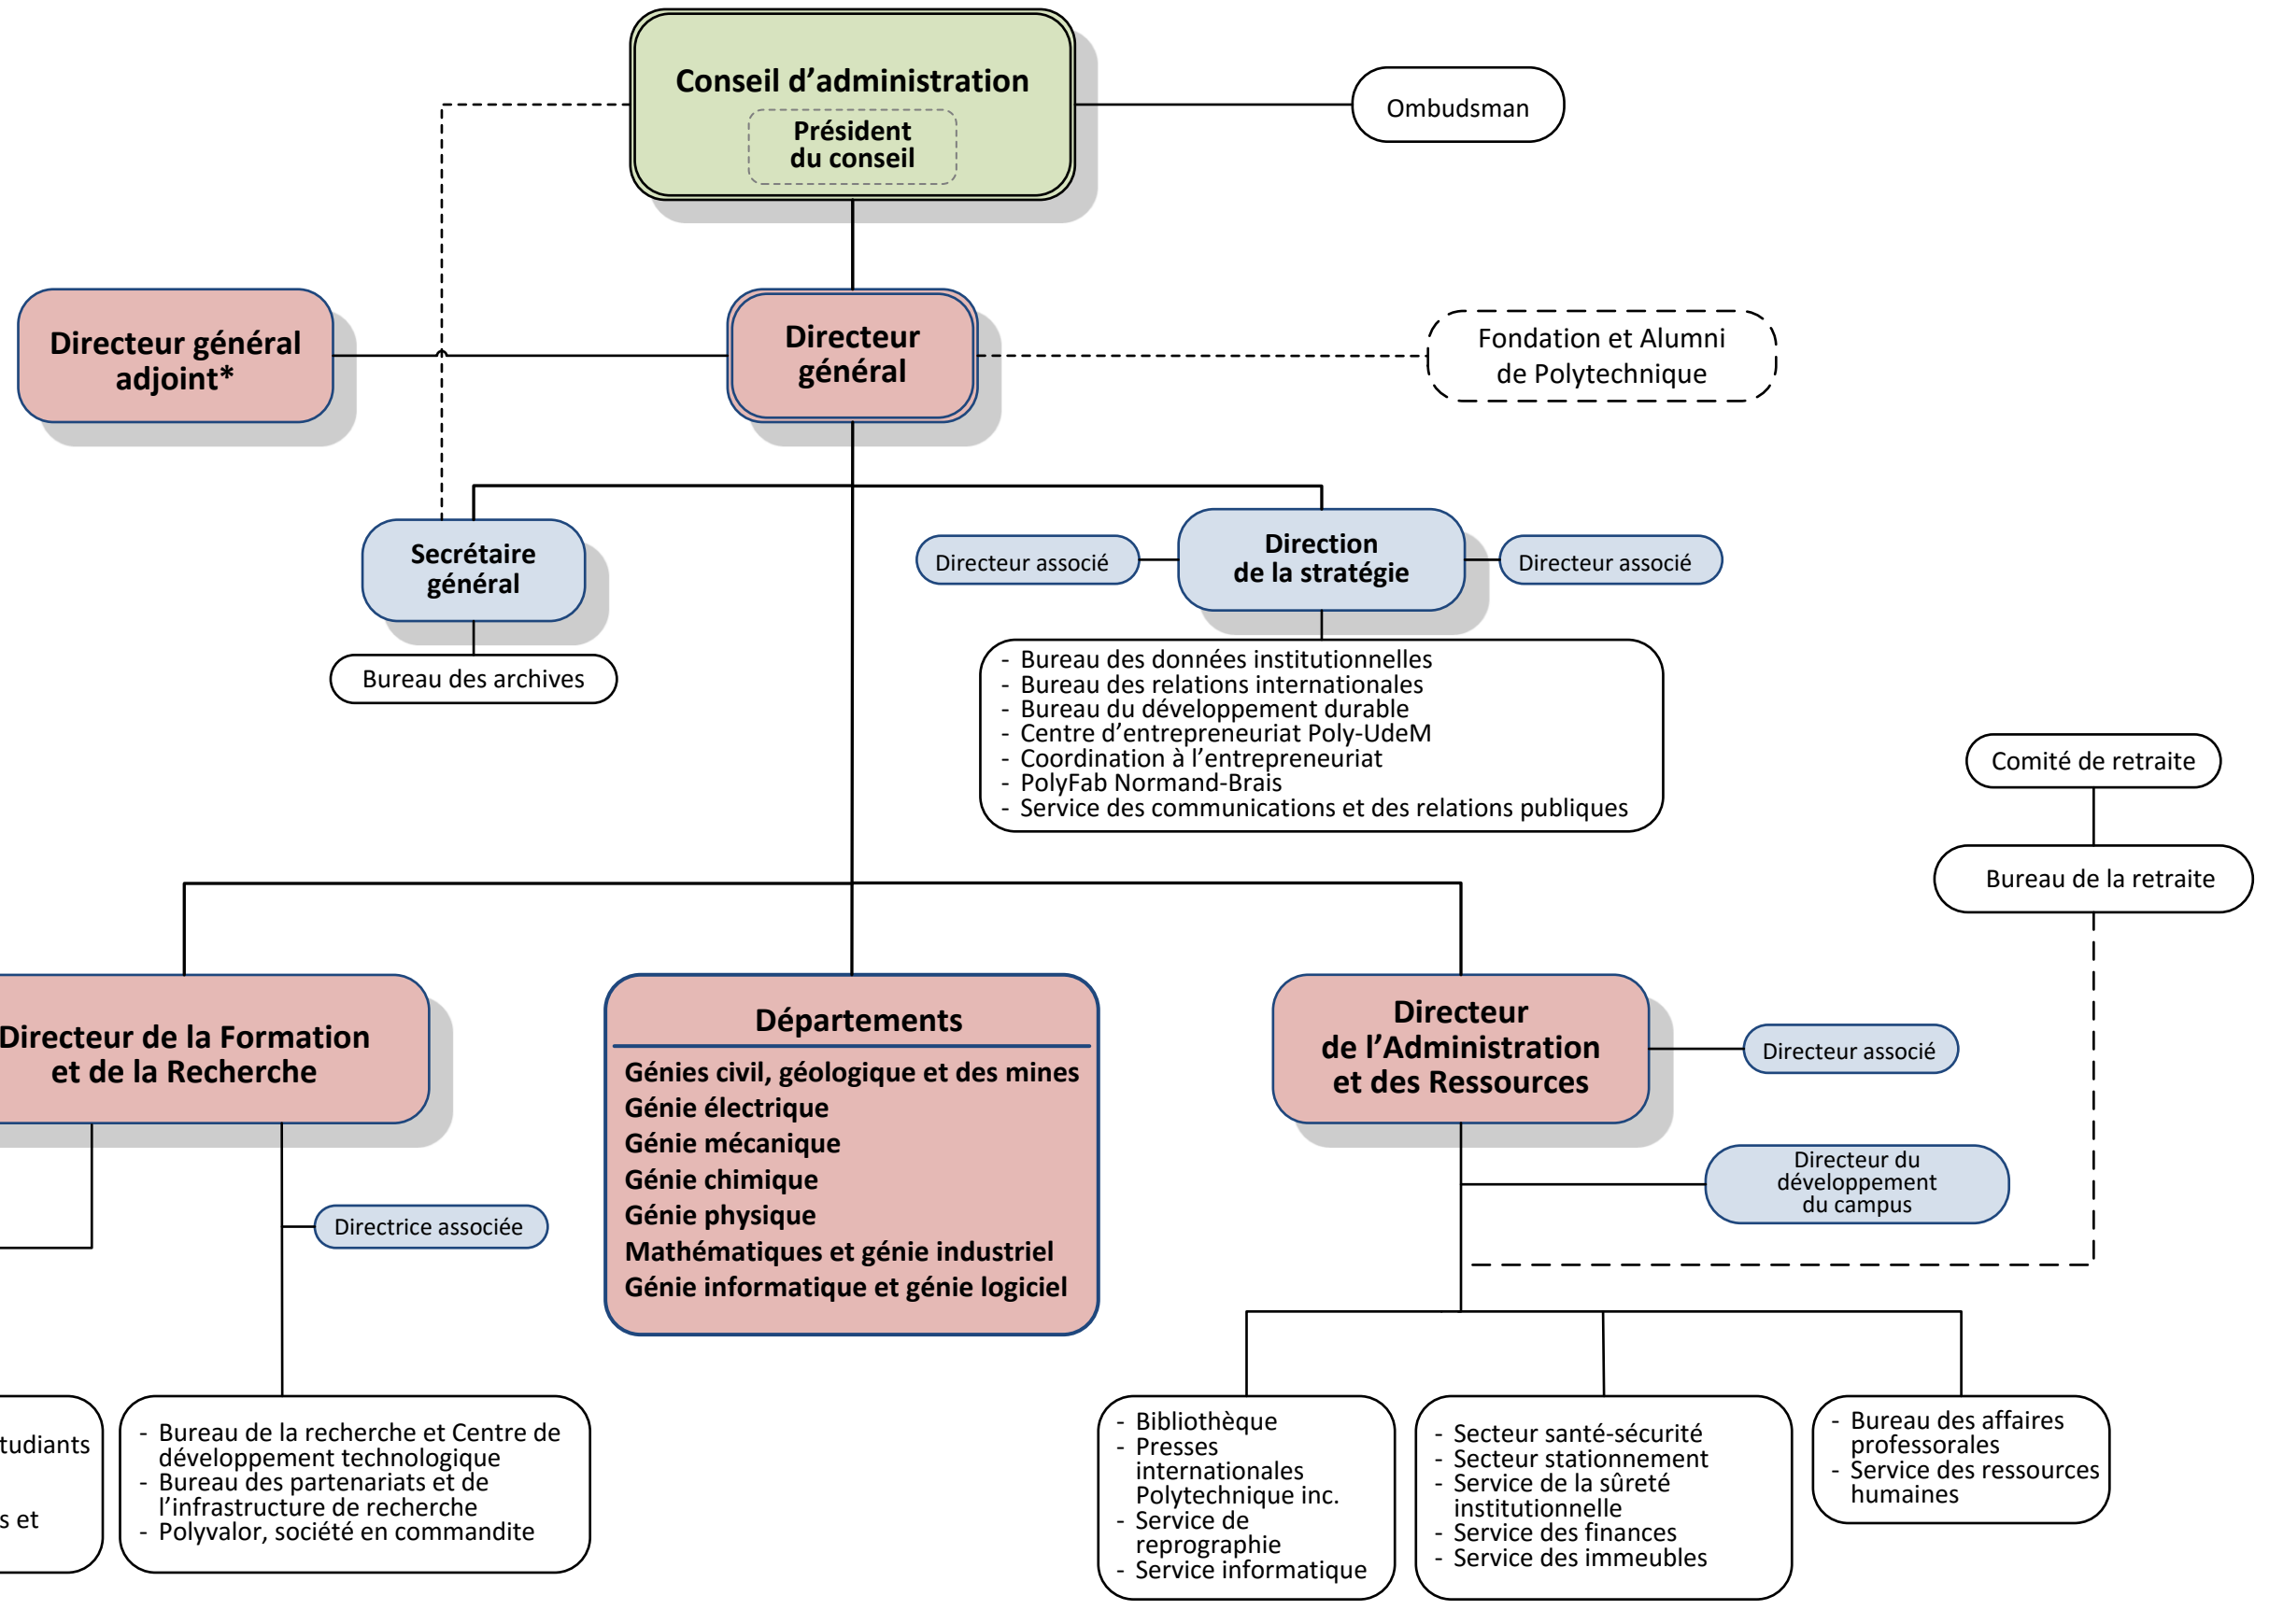 Conseil d’administration
Président
du conseil
Ombudsman
Directeur général
adjoint*
Directeur
général
Fondation et Alumni
de Polytechnique
Secrétaire
général
Directeur associé
Direction
de la stratégie
Directeur associé
Bureau des archives
- Bureau des données institutionnelles
- Bureau des relations internationales
- Bureau du développement durable
- Centre d’entrepreneuriat Poly-UdeM
- Coordination à l’entrepreneuriat
- PolyFab Normand-Brais
- Service des communications et des relations publiques
Comité de retraite
Bureau de la retraite
Directeur de la Formation
et de la Recherche
Directrice associée
Départements
Génies civil, géologique et des mines
Génie électrique
Génie mécanique
Génie chimique
Génie physique
Mathématiques et génie industriel
Génie informatique et génie logiciel
Directeur
de l’Administration
et des Ressources
Directeur associé
Directeur du
développement
du campus
tudiants
s et
- Bureau de la recherche et Centre de
développement technologique
- Bureau des partenariats et de
l’infrastructure de recherche
- Polyvalor, société en commandite
- Bibliothèque
- Presses
internationales
Polytechnique inc.
- Service de
reprographie
- Service informatique
- Secteur santé-sécurité
- Secteur stationnement
- Service de la sûreté
institutionnelle
- Service des finances
- Service des immeubles
- Bureau des affaires
professorales
- Service des ressources
humaines